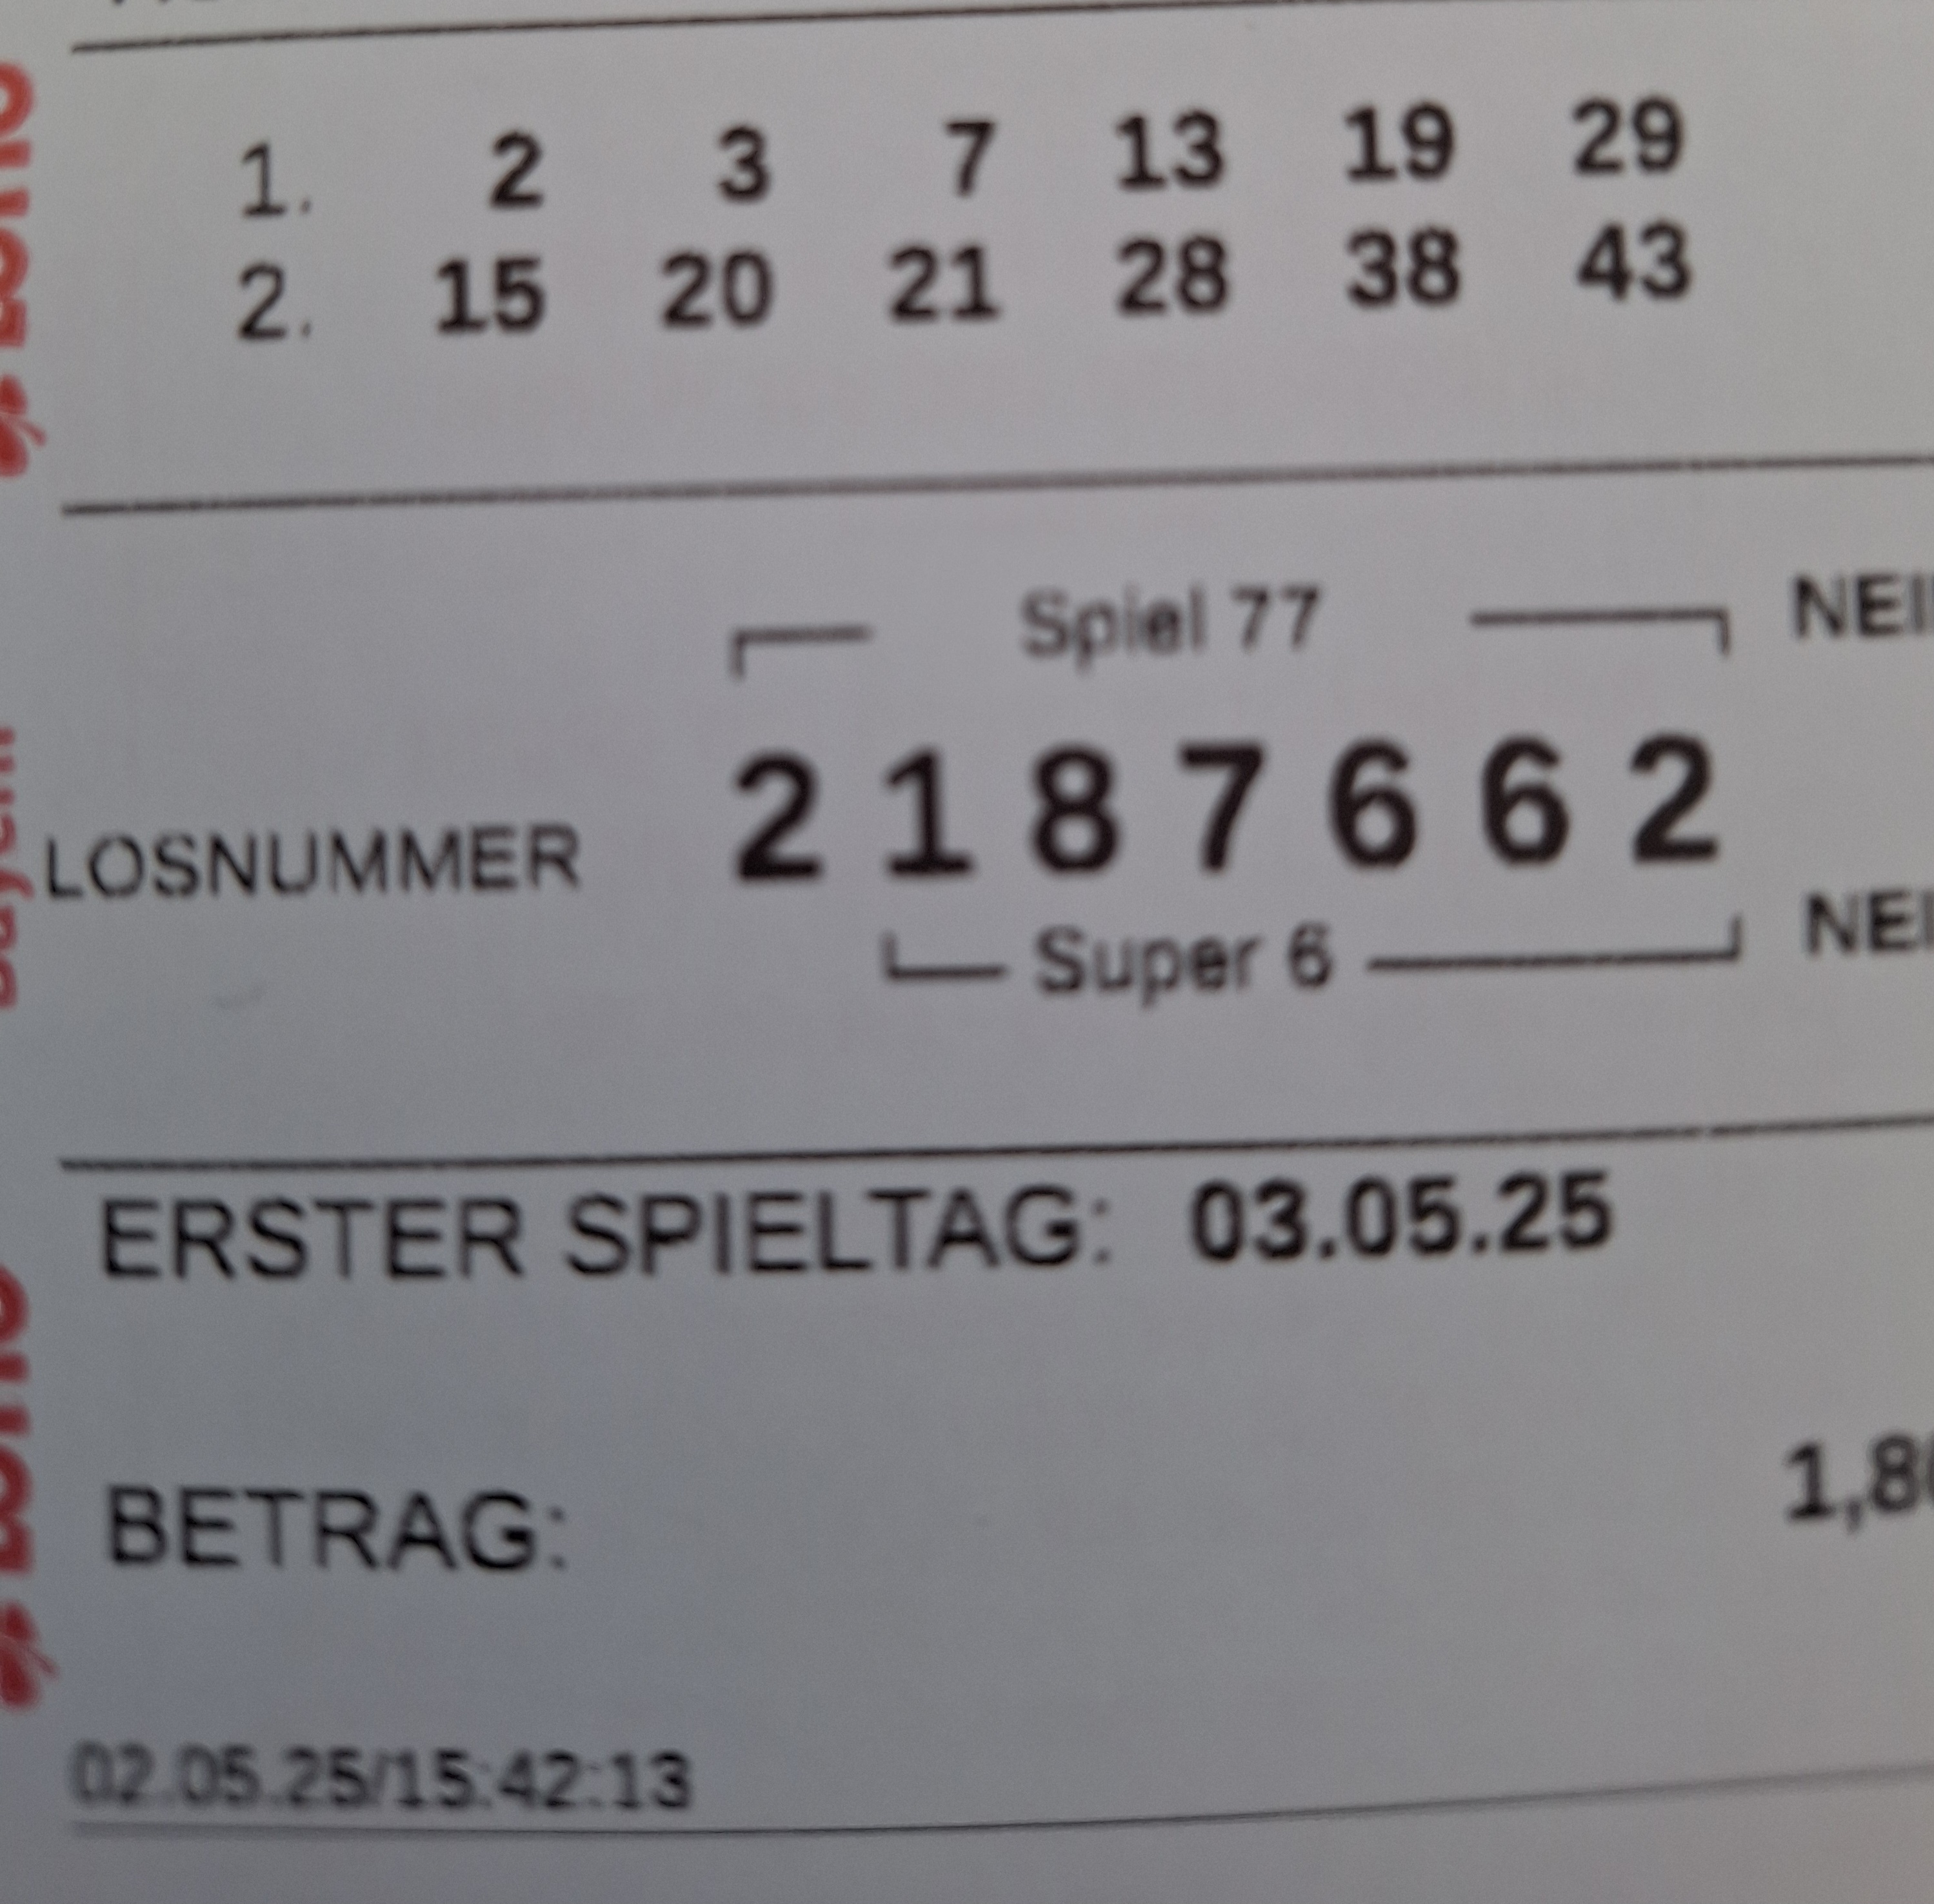 1. 2 3 7 13 19 29
2. 15 20 21 28 38 43
Spiel 77
LOSNUMMER 2 1 8 7 6 6 2
Super 6
ERSTER SPIELTAG: 03.05.25
BETRAG:
02.05.25/15:42:13